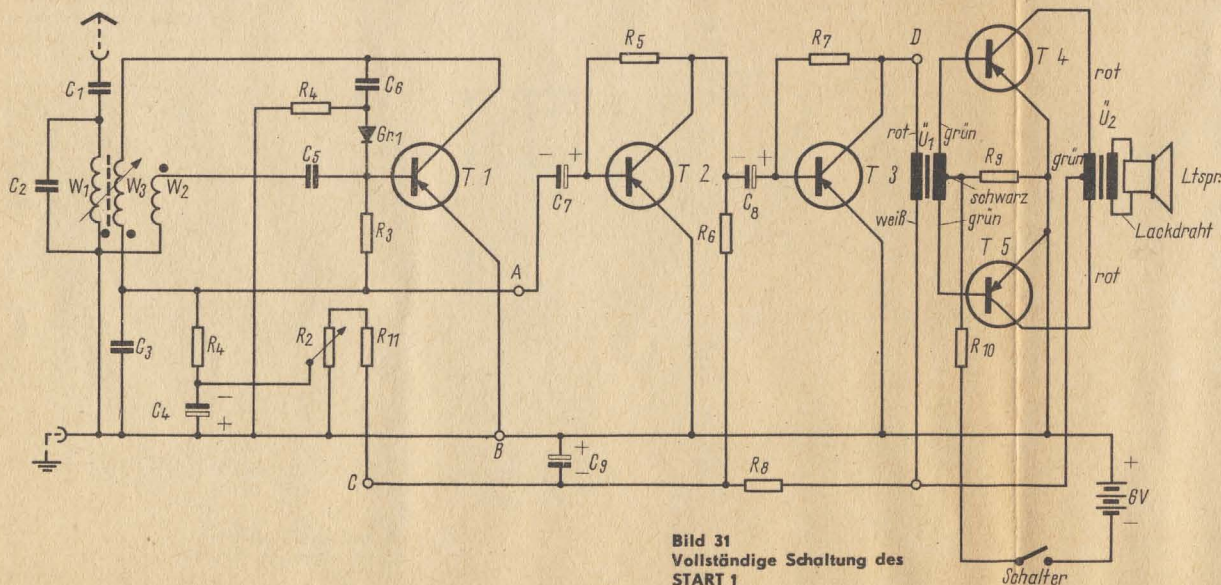 C1
C2
W1
W3
W2
C5
R4
C6
Gr1
T 1
R3
A
C3
R4
C4
−
+
R2
R11
B
C
C7
−
+
R5
T 2
C8
−
+
R6
R7
T 3
C9
+
−
R8
D
rot
Ü1
weiß
grün
grün
schwarz
R9
R10
T 4
T 5
rot
rot
grün
Ü2
Ltspr.
Lackdraht
+
6V
−
Schalter
Bild 31
Vollständige Schaltung des
START 1